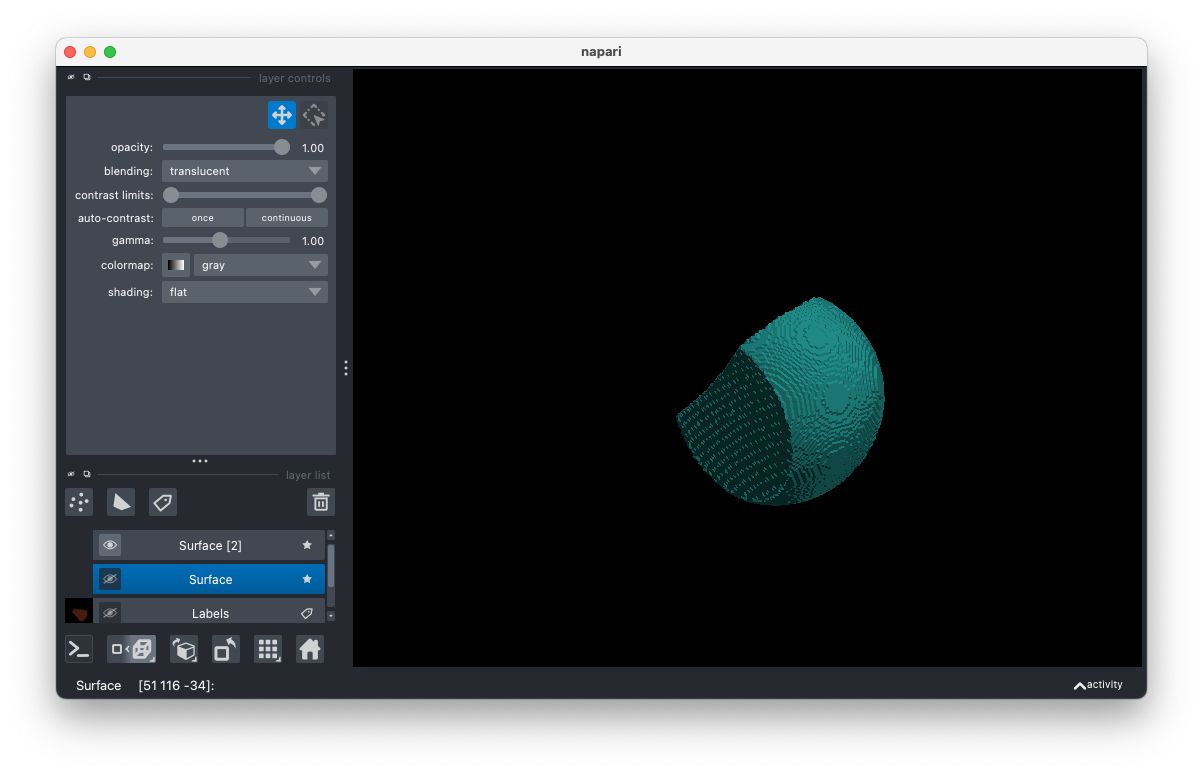 napari
layer controls
opacity: 1.00
blending: translucent
contrast limits:
auto-contrast: once continuous
gamma: 1.00
colormap: gray
shading: flat
layer list
Surface [2]
Surface
Labels
Surface [51 116 -34]:
activity